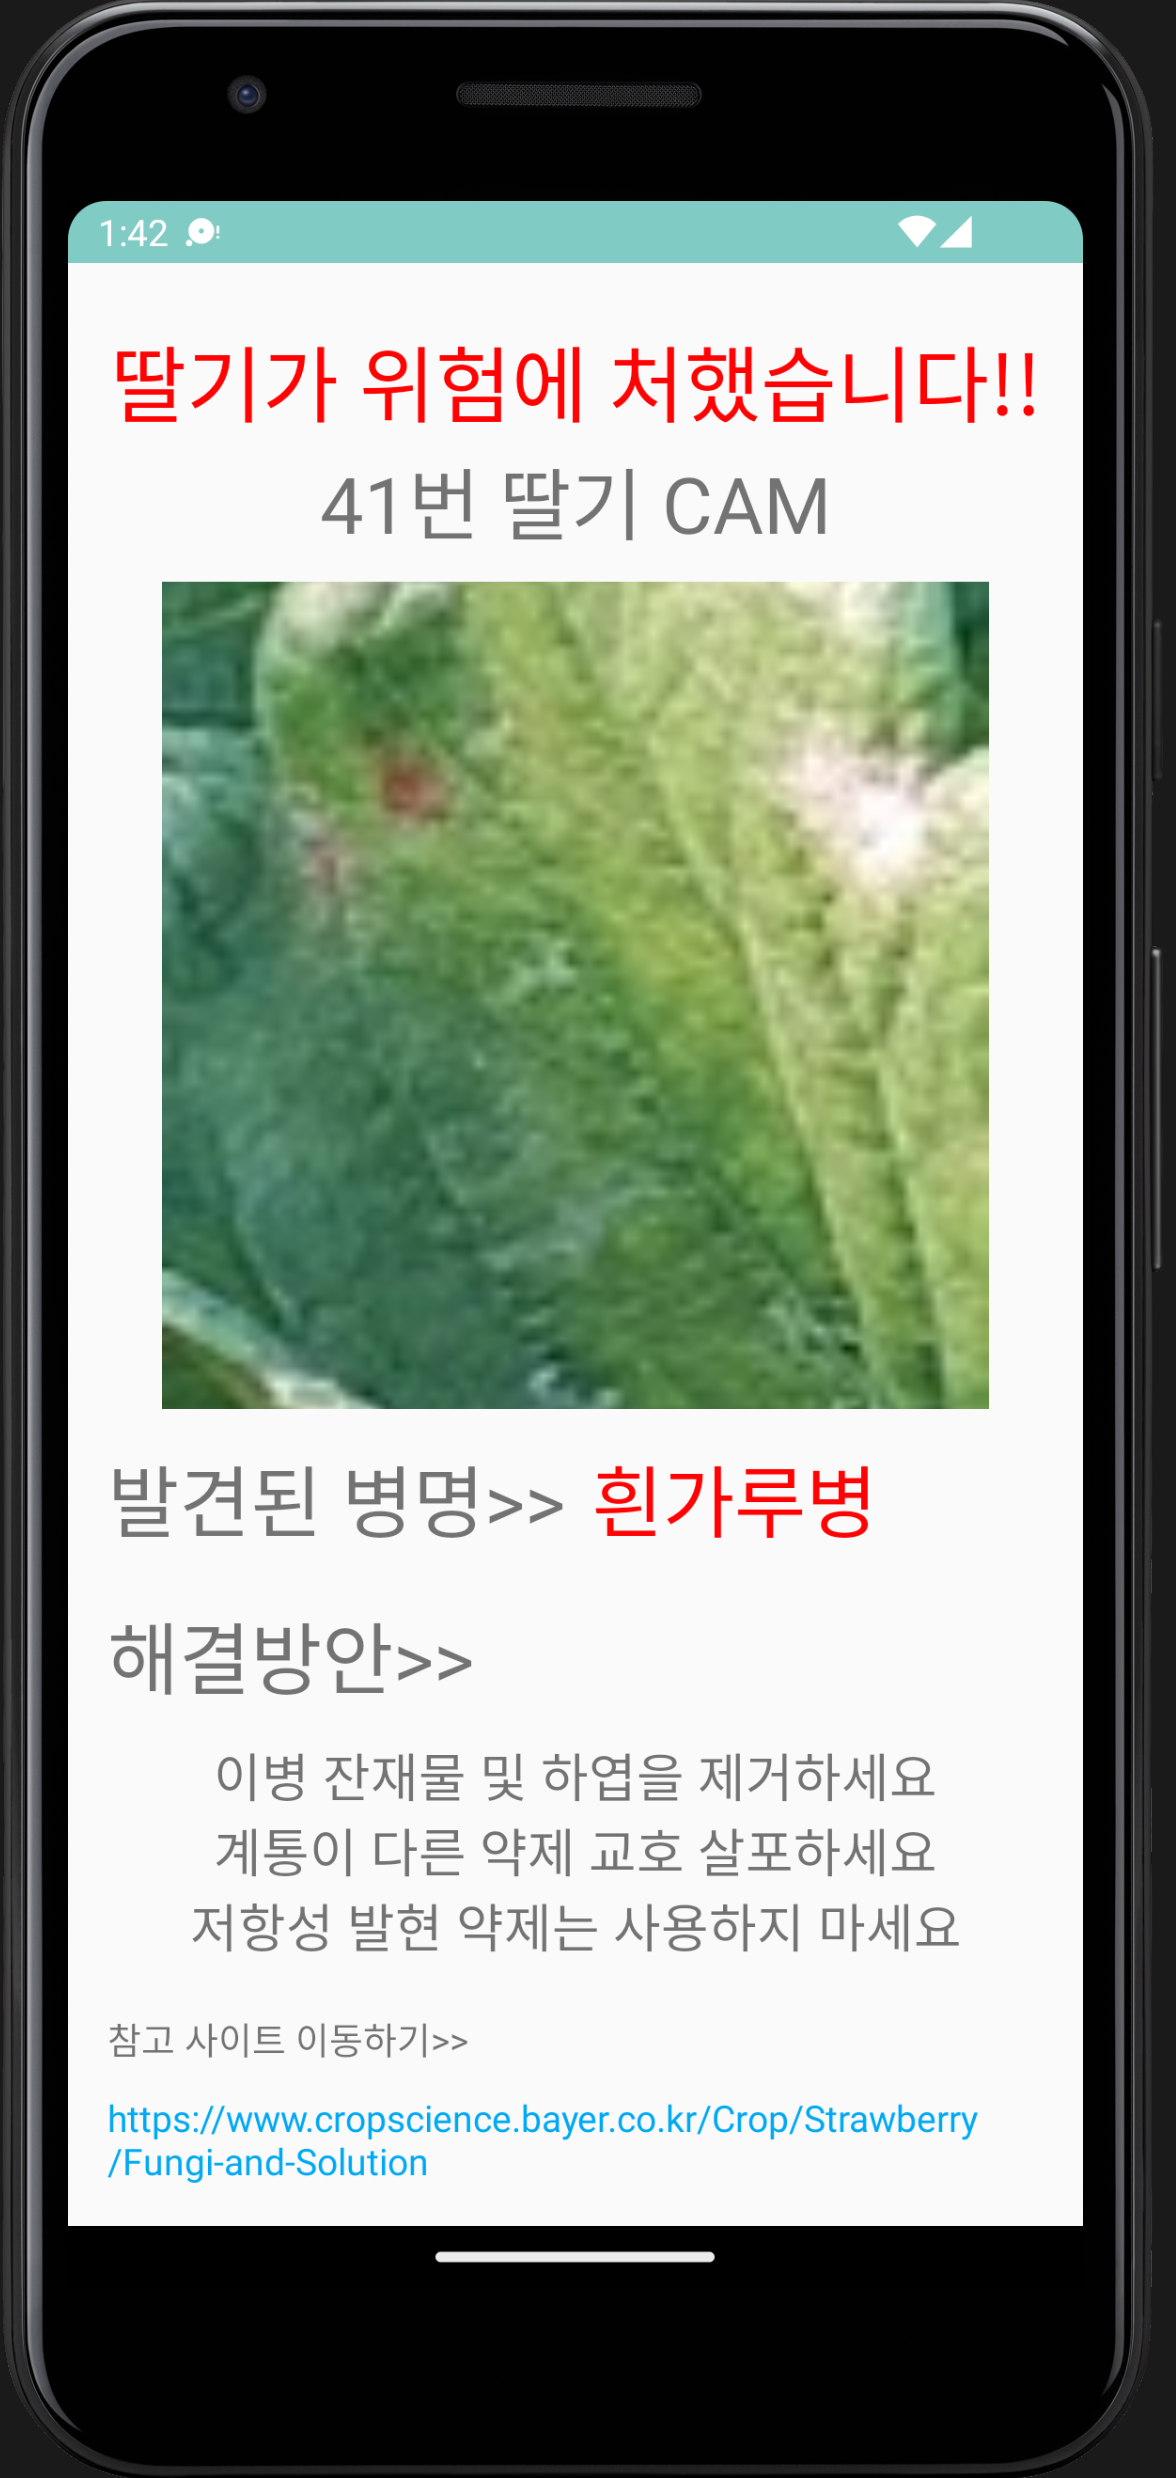 1:42
딸기가 위험에 처했습니다!!
41번 딸기 CAM
발견된 병명>> 흰가루병
해결방안>>
이병 잔재물 및 하엽을 제거하세요
계통이 다른 약제 교호 살포하세요
저항성 발현 약제는 사용하지 마세요
참고 사이트 이동하기>>
https://www.cropscience.bayer.co.kr/Crop/Strawberry
/Fungi-and-Solution